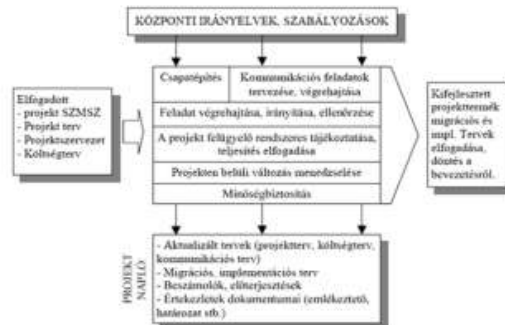 KÖZPONTI IRÁNYELVEK, SZABÁLYOZÁSOK
Elfogadott
- projekt SZMSZ
- Projekt terv
- Projektszervezet
- Költségterv
Csapatépítés
Kommunikációs feladatok
tervezése, végrehajtása
Feladat végrehajtása, irányítása, ellenőrzése
A projekt felügyelő rendszeres tájékoztatása,
teljesítés elfogadása
Projekten belüli változás menedzselése
Minőségbiztosítás
Kifejlesztett
projekttermék
migrációs és
impl. Tervek
elfogadása,
döntés a
bevezetésről.
PROJEKT
NAPLÓ
- Aktualizált tervek (projektterv, költségterv,
kommunikációs terv)
- Migrációs, implementációs terv
- Beszámolók, előterjesztések
- Értekezletek dokumentumai (emlékeztető,
határozat stb.)